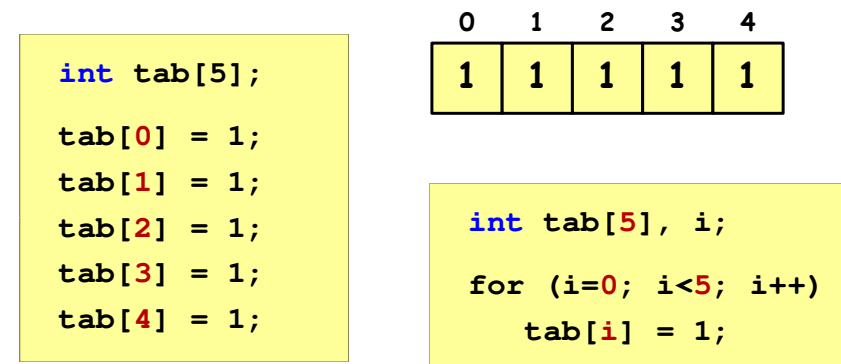 int tab[5];
tab[0] = 1;
tab[1] = 1;
tab[2] = 1;
tab[3] = 1;
tab[4] = 1;
0 1 2 3 4
1 1 1 1 1
int tab[5], i;
for (i=0; i<5; i++)
tab[i] = 1;